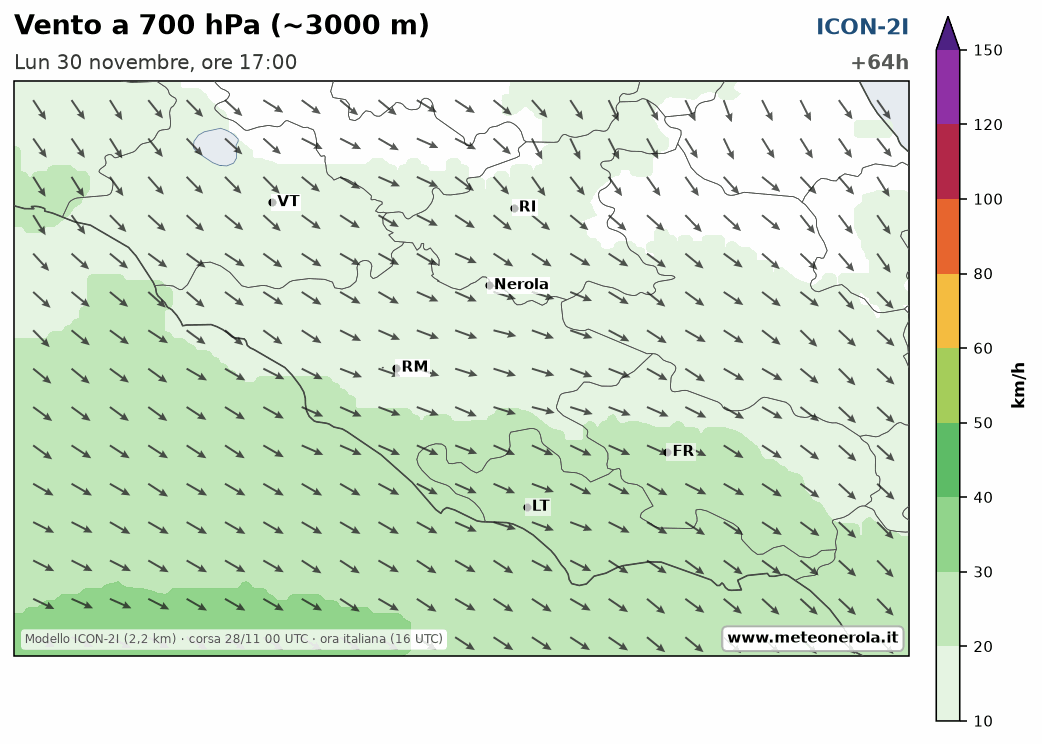 Vento a 700 hPa (~3000 m)
ICON-2I
Lun 30 novembre, ore 17:00
+64h
150
120
100
80
60
50
40
30
20
10
km/h
VT
RI
Nerola
RM
FR
LT
Modello ICON-2I (2,2 km) · corsa 28/11 00 UTC · ora italiana (16 UTC)
www.meteonerola.it